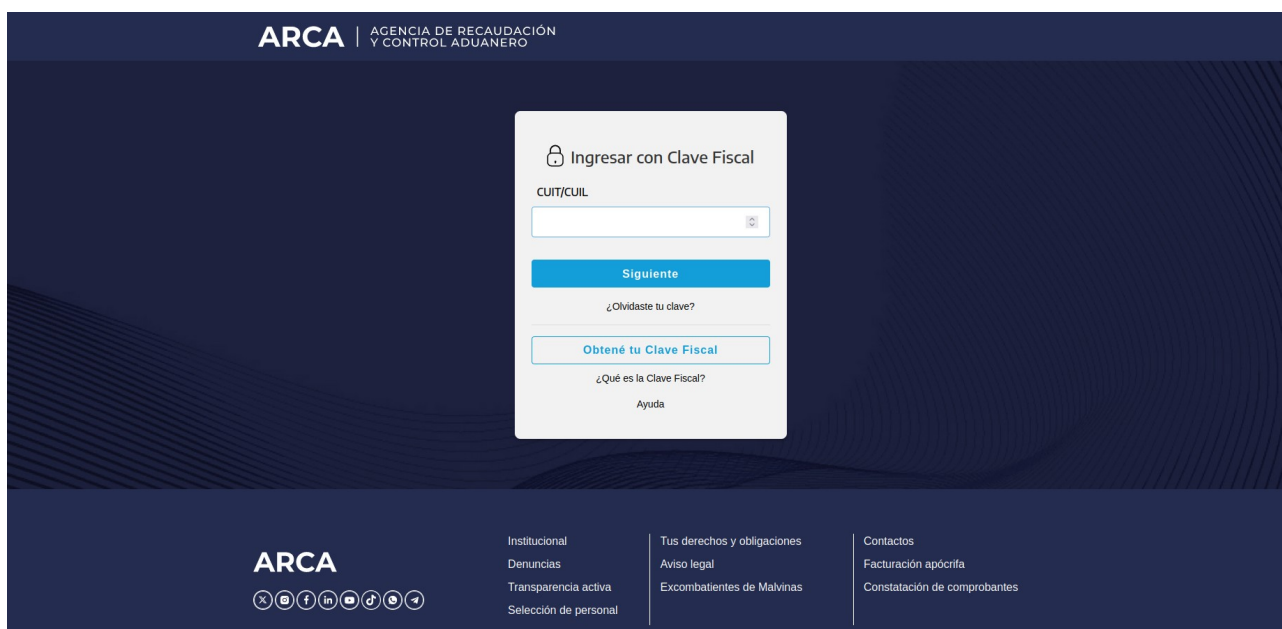 ARCA
AGENCIA DE RECAUDACIÓN
Y CONTROL ADUANERO
Ingresar con Clave Fiscal
CUIT/CUIL
Siguiente
¿Olvidaste tu clave?
Obtené tu Clave Fiscal
¿Qué es la Clave Fiscal?
Ayuda
ARCA
Institucional
Denuncias
Transparencia activa
Selección de personal
Tus derechos y obligaciones
Aviso legal
Excombatientes de Malvinas
Contactos
Facturación apócrifa
Constatación de comprobantes